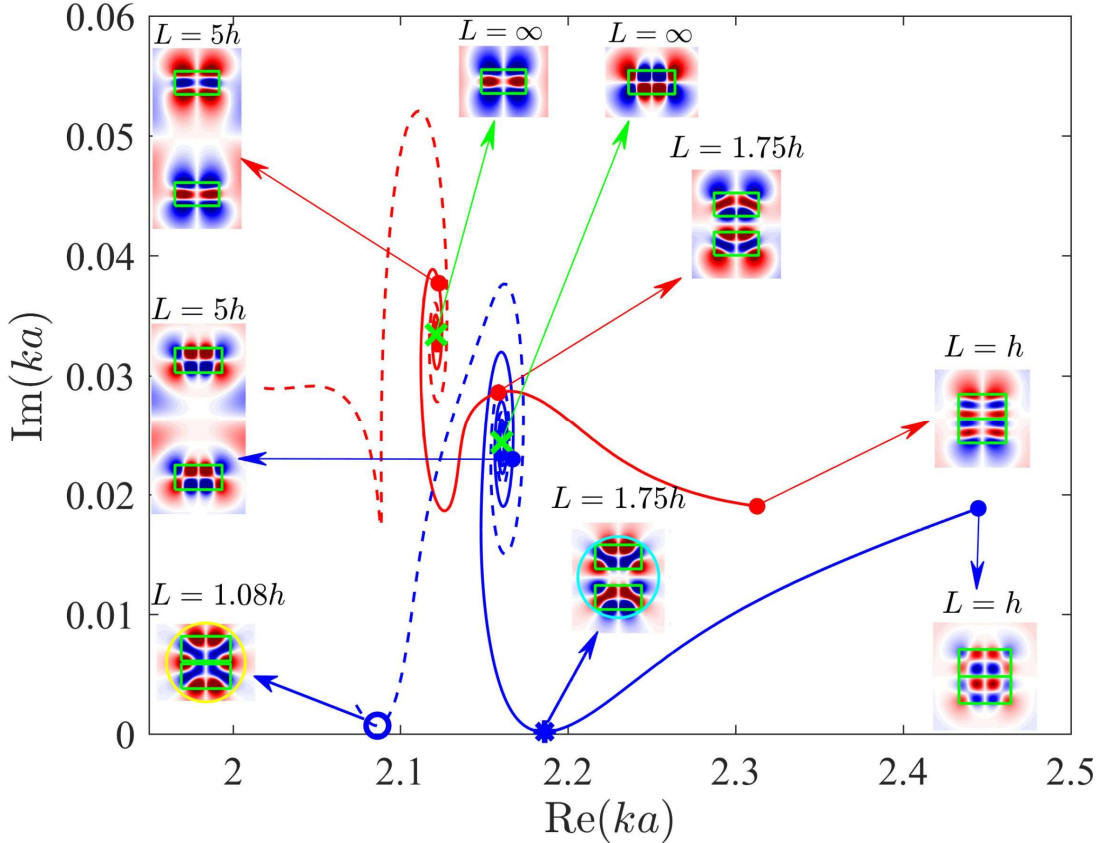 0.06
L = 5h
L = ∞
L = ∞
0.05
L = 1.75h
0.04
L = 5h
L = h
0.03
Im(ka)
0.02
L = 1.75h
L = 1.08h
0.01
L = h
0
2
2.1
2.2
2.3
2.4
2.5
Re(ka)